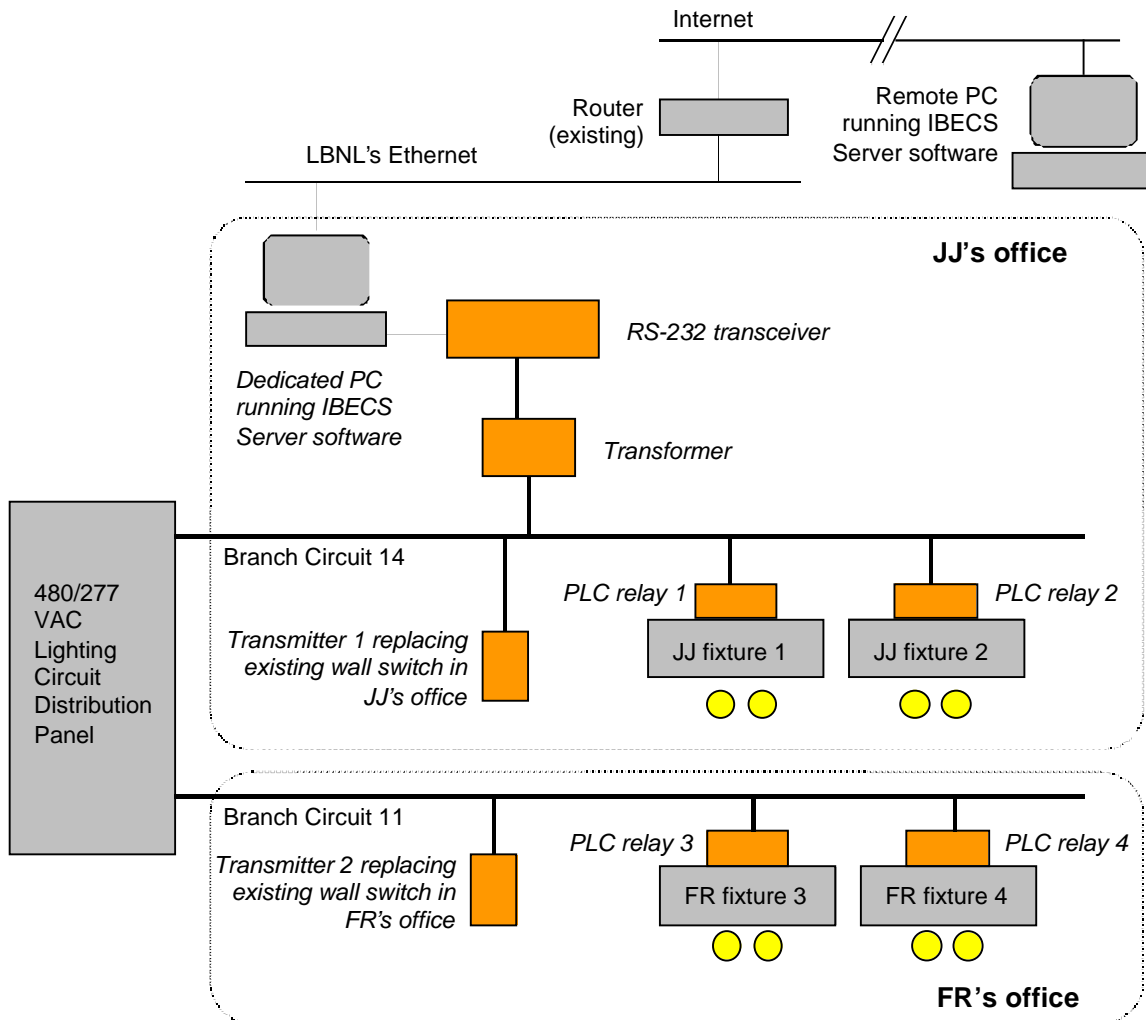 Internet
Router
(existing)
Remote PC
running IBECS
Server software
LBNL's Ethernet
JJ's office
RS-232 transceiver
Dedicated PC
running IBECS
Server software
Transformer
Branch Circuit 14
480/277
VAC
Lighting
Circuit
Distribution
Panel
PLC relay 1
PLC relay 2
Transmitter 1 replacing
existing wall switch in
JJ's office
JJ fixture 1
JJ fixture 2
Branch Circuit 11
PLC relay 3
PLC relay 4
Transmitter 2 replacing
existing wall switch in
FR's office
FR fixture 3
FR fixture 4
FR's office